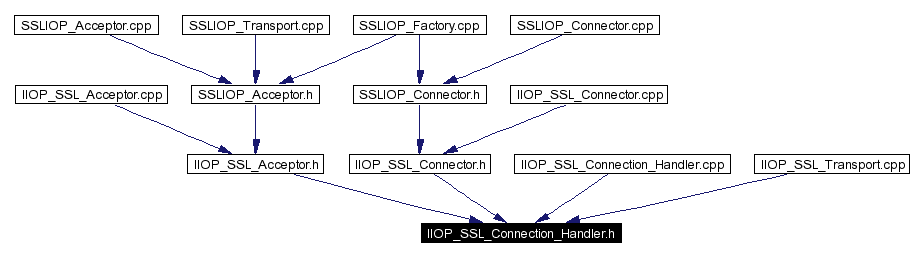 SSLIOP_Acceptor.cpp
SSLIOP_Transport.cpp
SSLIOP_Factory.cpp
SSLIOP_Connector.cpp
IIOP_SSL_Acceptor.cpp
SSLIOP_Acceptor.h
SSLIOP_Connector.h
IIOP_SSL_Connector.cpp
IIOP_SSL_Acceptor.h
IIOP_SSL_Connector.h
IIOP_SSL_Connection_Handler.cpp
IIOP_SSL_Transport.cpp
IIOP_SSL_Connection_Handler.h